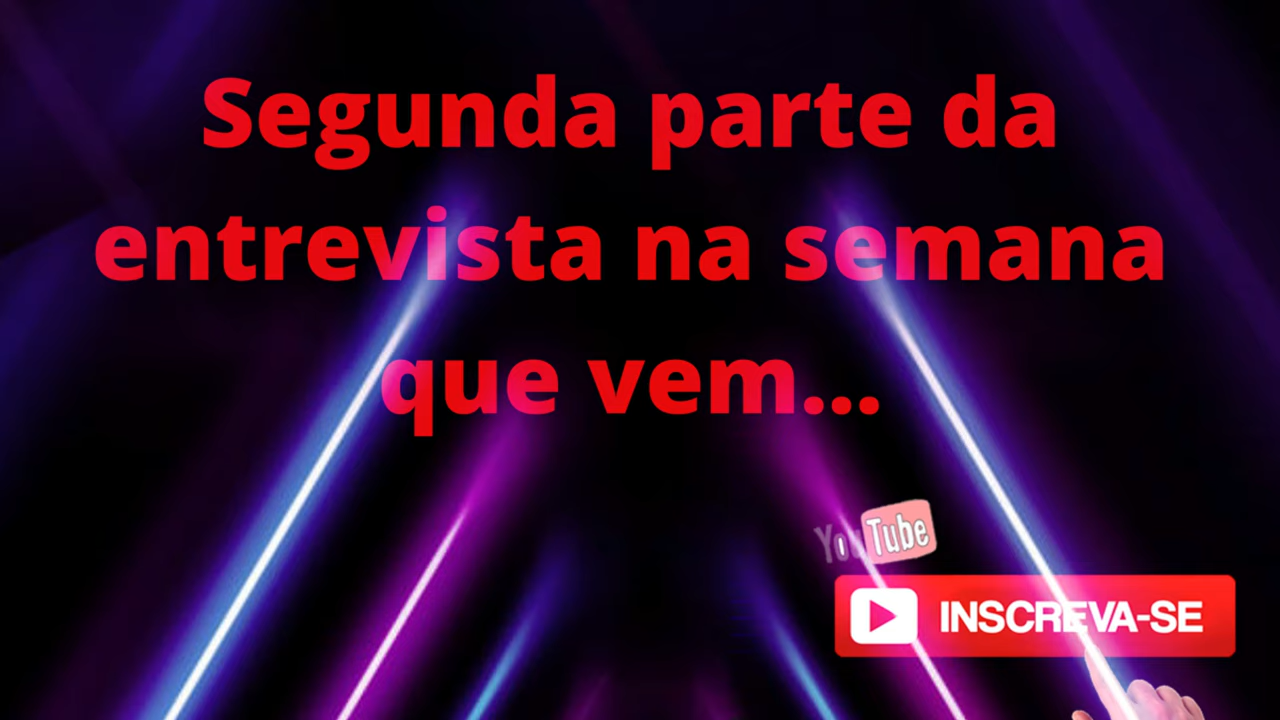 Segunda parte da
entrevista na semana
que vem...
YouTube
INSCREVA-SE